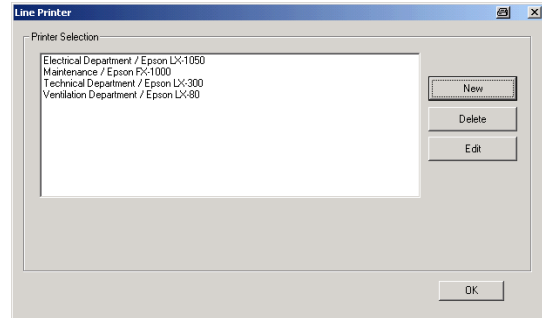 Line Printer
Printer Selection
Electrical Department / Epson LX-1050
Maintenance / Epson FX-1000
Technical Department / Epson LX-300
Ventilation Department / Epson LX-80
New
Delete
Edit
OK